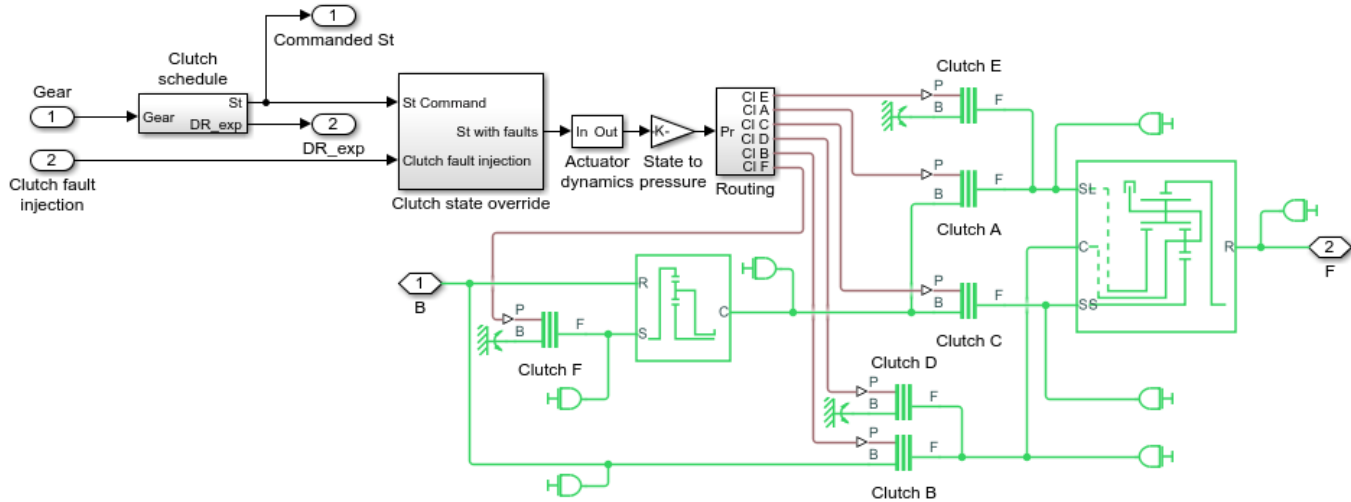 1
Commanded St
Clutch
schedule
Gear
1
Gear
St
DR_exp
2
DR_exp
2
Clutch fault
injection
St Command
St with faults
Clutch fault injection
Clutch state override
In Out
Actuator
dynamics
-K-
State to
pressure
Pr
Cl E
Cl A
Cl C
Cl D
Cl B
Cl F
Routing
Clutch E
P
B
F
P
B
F
Clutch A
P
B
F
Clutch C
SL
C
SS
R
2
F
1
B
P
B
F
Clutch F
R
S
C
Clutch D
P
B
F
P
B
F
Clutch B